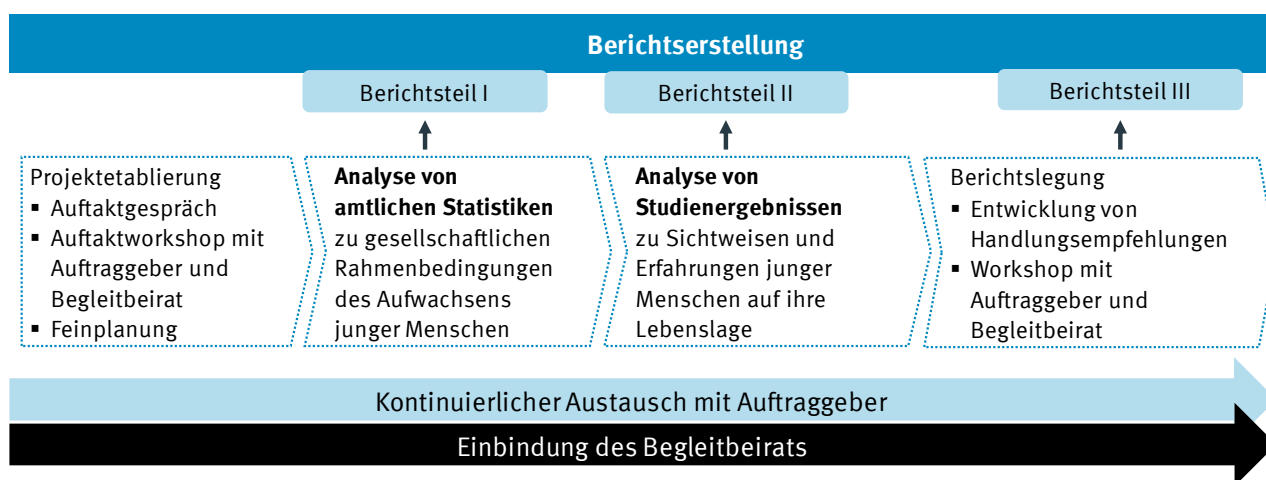 Berichtserstellung
Berichtsteil I
Berichtsteil II
Berichtsteil III
Projektetablierung
▪ Auftaktgespräch
▪ Auftaktworkshop mit
Auftraggeber und
Begleitbeirat
▪ Feinplanung
Analyse von
amtlichen Statistiken
zu gesellschaftlichen
Rahmenbedingungen
des Aufwachsens
junger Menschen
Analyse von
Studienergebnissen
zu Sichtweisen und
Erfahrungen junger
Menschen auf ihre
Lebenslage
Berichtslegung
▪ Entwicklung von
Handlungsempfehlungen
▪ Workshop mit
Auftraggeber und
Begleitbeirat
Kontinuierlicher Austausch mit Auftraggeber
Einbindung des Begleitbeirats